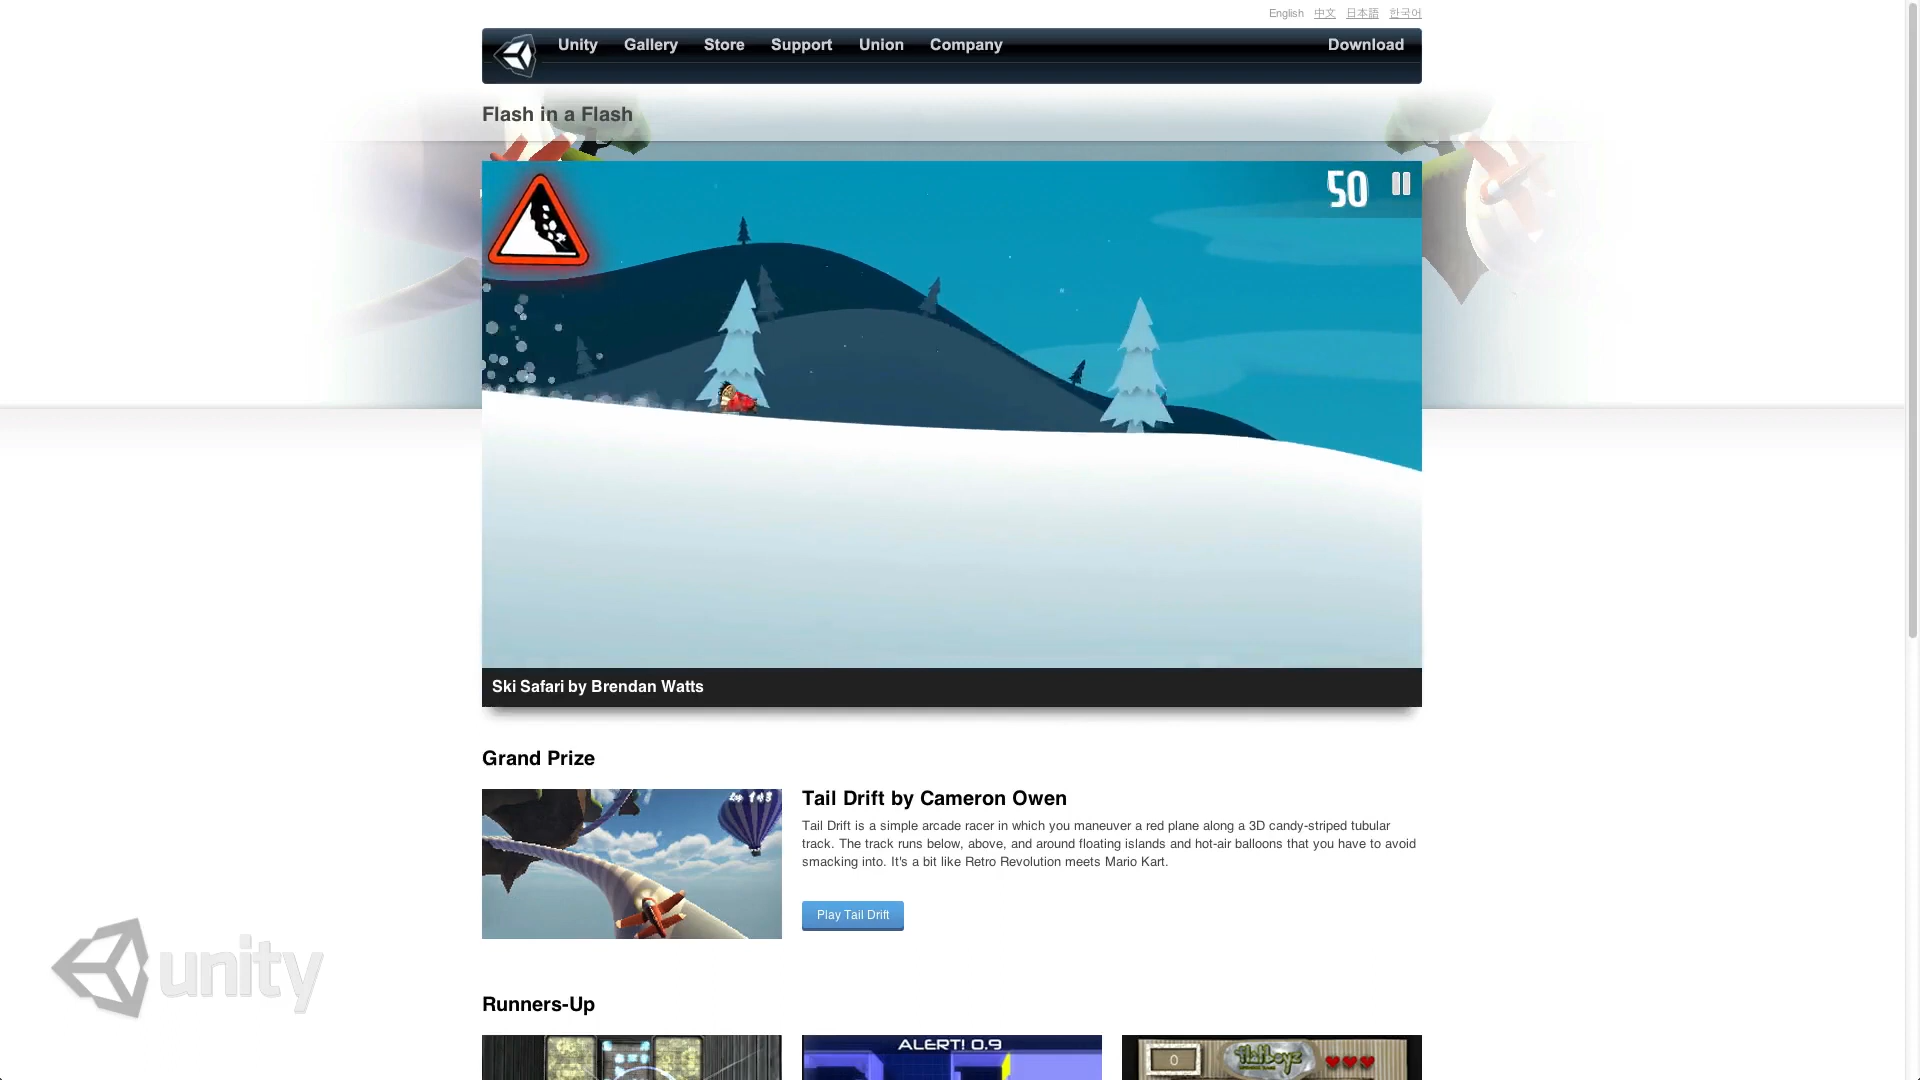 English 中文 日本語 한국어
Unity Gallery Store Support Union Company Download
Flash in a Flash
50
Ski Safari by Brendan Watts
Grand Prize
Tail Drift by Cameron Owen
Tail Drift is a simple arcade racer in which you maneuver a red plane along a 3D candy-striped tubular
track. The track runs below, above, and around floating islands and hot-air balloons that you have to avoid
smacking into. It's a bit like Retro Revolution meets Mario Kart.
Play Tail Drift
unity
Runners-Up
ALERT! 0.9
0
flatboyz